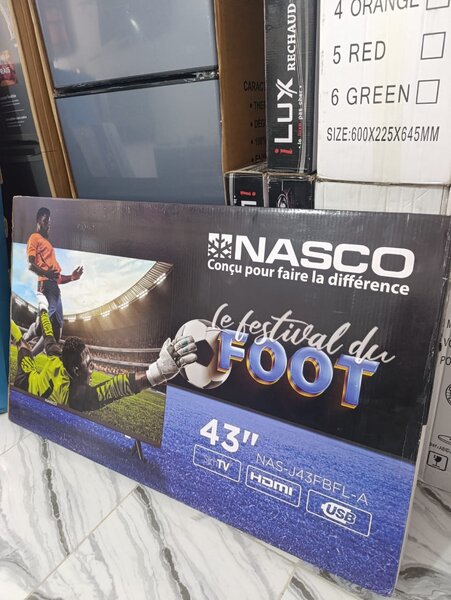 4 ORANGE
5 RED
6 GREEN
SIZE:600X225X645MM
iLUX RECHAUD
NASCO
Conçu pour faire la différence
le festival du
FOOT
43"
NAS-J43FBFL-A
TV
HDMI
USB